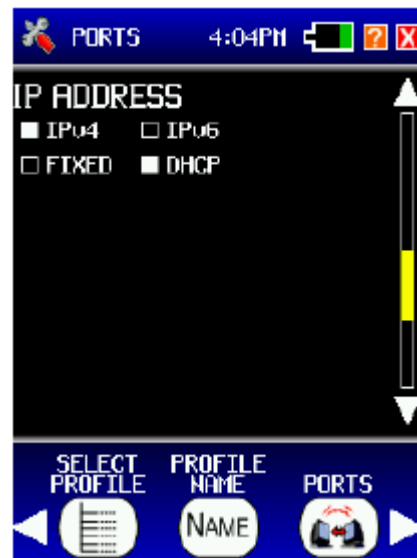 PORTS 4:04PM ? X
IP ADDRESS
IPv4 IPv6
FIXED DHCP
SELECT PROFILE
PROFILE NAME
PORTS
NAME